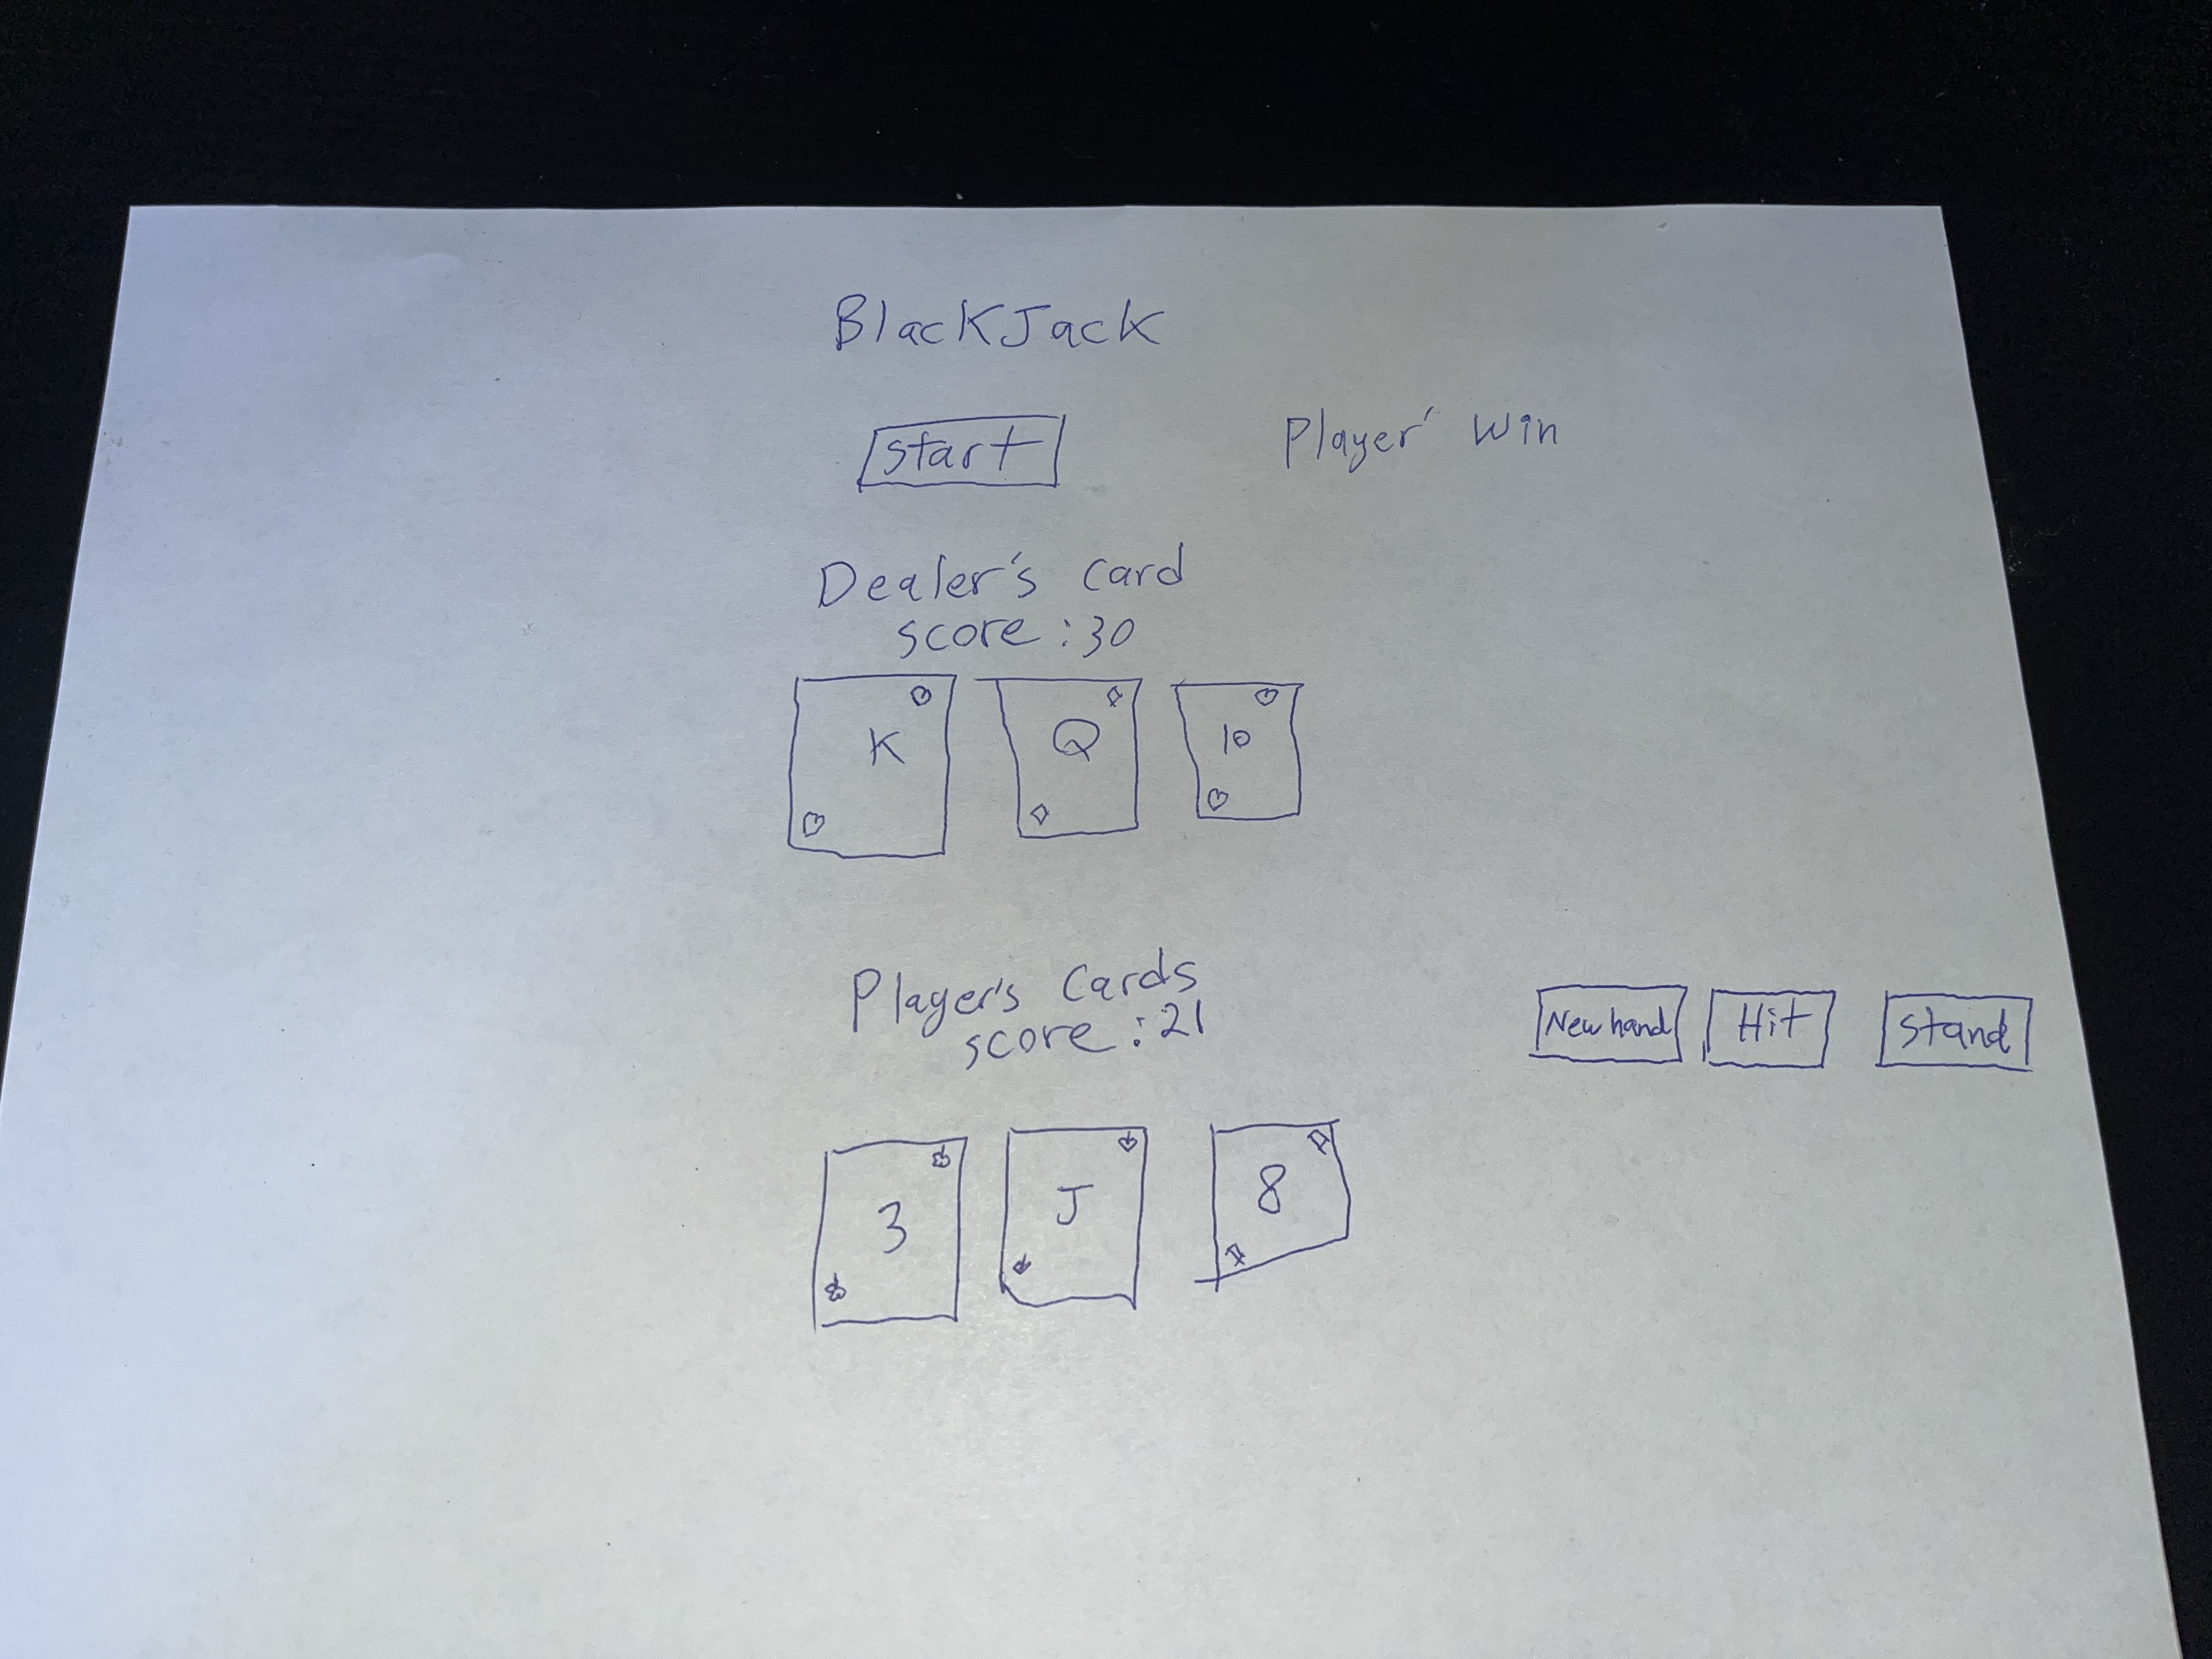 BlackJack
Start
Player' Win
Dealer's Card
score : 30
K
Q
10
Player's Cards
score : 21
New hand
Hit
Stand
3
J
8